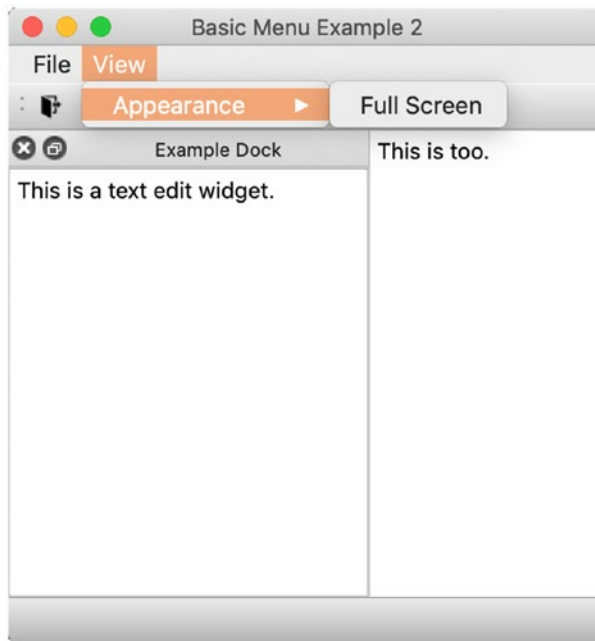 Basic Menu Example 2
File View
Appearance Full Screen
Example Dock
This is too.
This is a text edit widget.